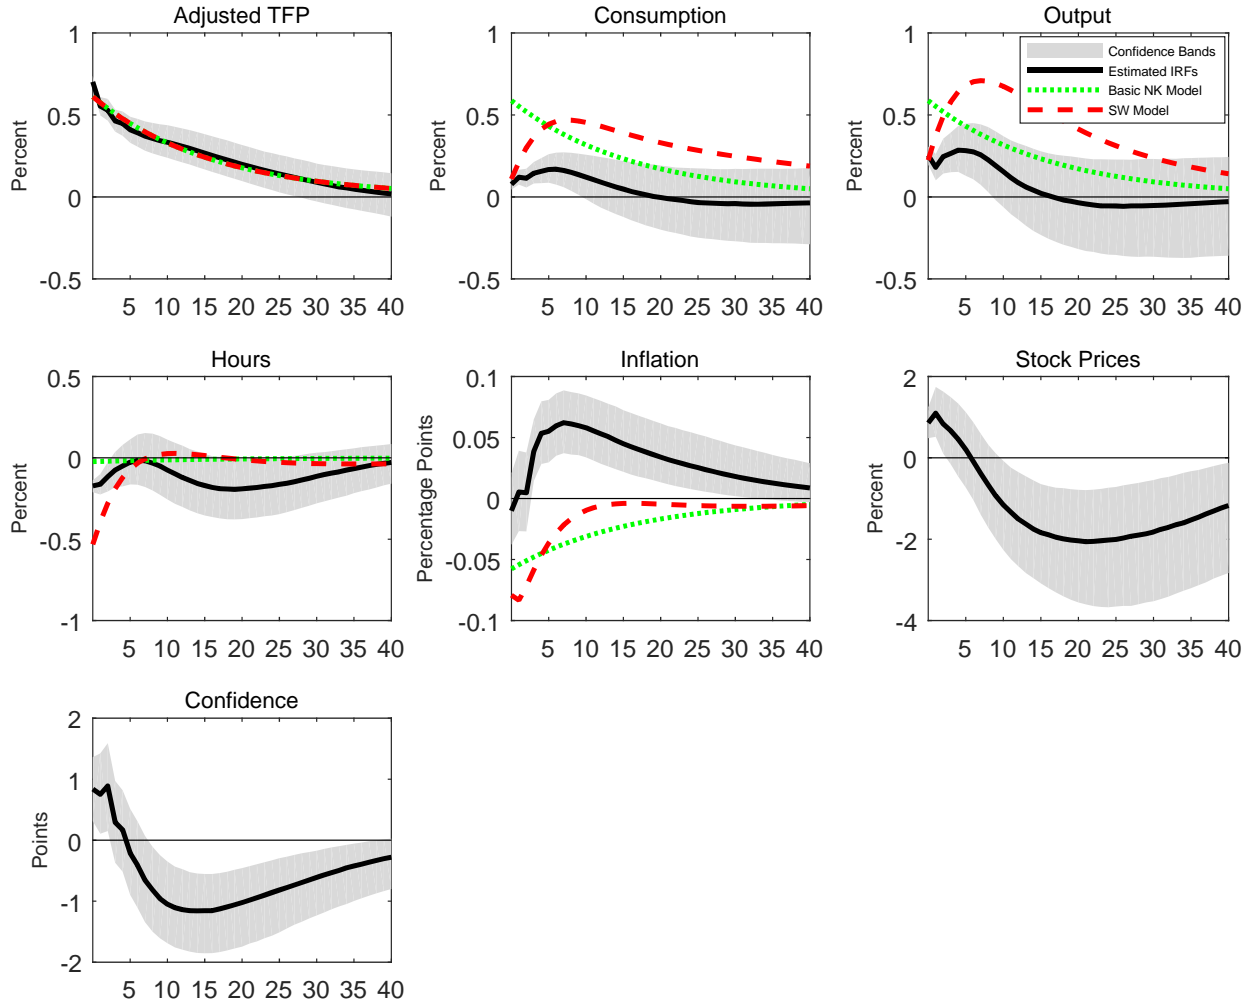 Adjusted TFP
Consumption
Output
1
0.5
0
-0.5
Percent
5 10 15 20 25 30 35 40
1
0.5
0
-0.5
Percent
5 10 15 20 25 30 35 40
1
0.5
0
-0.5
Percent
5 10 15 20 25 30 35 40
Confidence Bands
Estimated IRFs
Basic NK Model
SW Model
Hours
Inflation
Stock Prices
0.5
0
-0.5
-1
Percent
5 10 15 20 25 30 35 40
0.1
0.05
0
-0.05
-0.1
Percentage Points
5 10 15 20 25 30 35 40
2
0
-2
-4
Percent
5 10 15 20 25 30 35 40
Confidence
2
1
0
-1
-2
Points
5 10 15 20 25 30 35 40